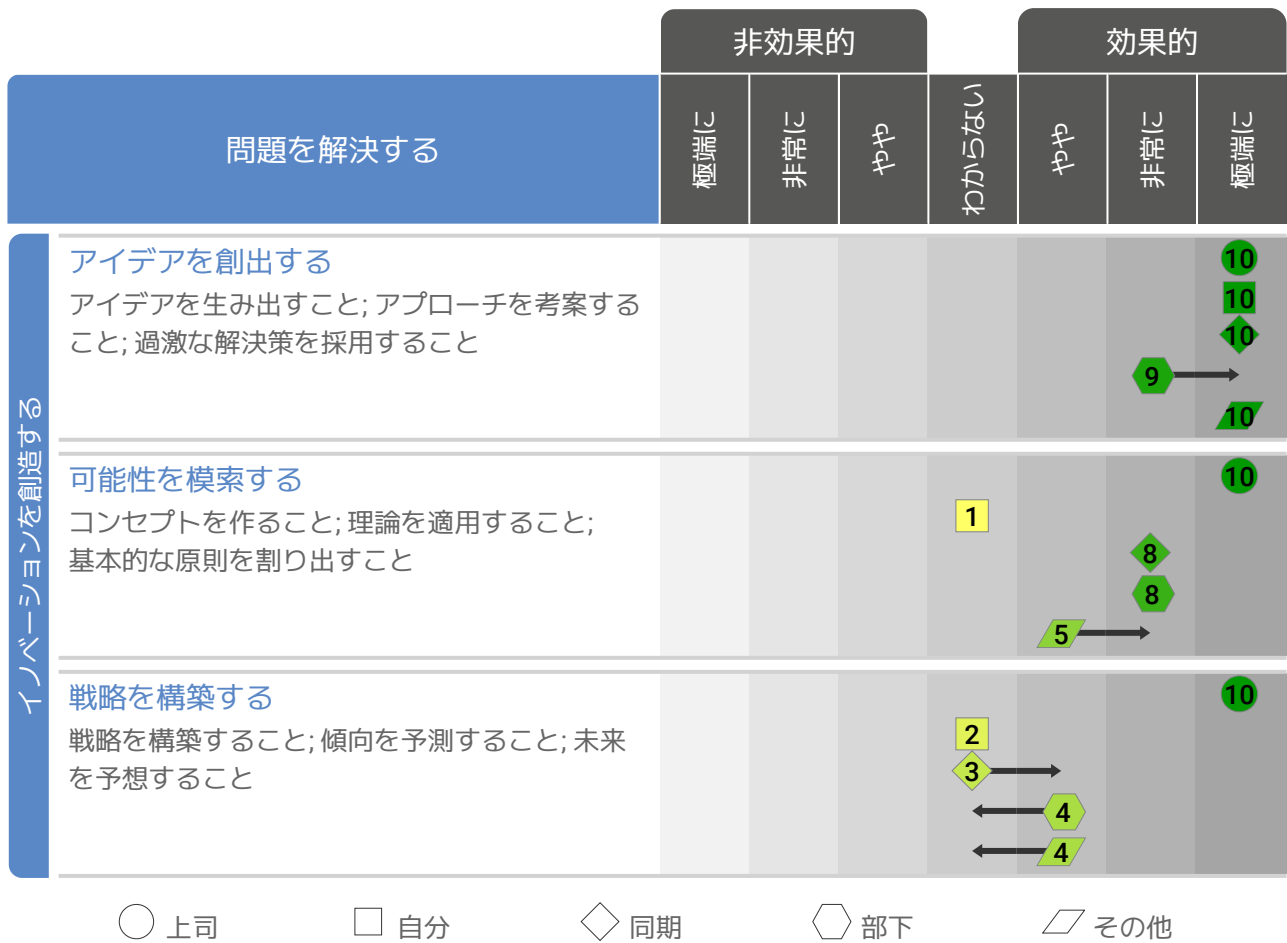 非効果的
効果的
問題を解決する
極端に
非常に
やや
わからない
やや
非常に
極端に
イノベーションを創造する
アイデアを創出する
アイデアを生み出すこと; アプローチを考案する
こと; 過激な解決策を採用すること
10
10
10
9
10
可能性を模索する
コンセプトを作ること; 理論を適用すること;
基本的な原則を割り出すこと
10
1
8
8
5
戦略を構築する
戦略を構築すること; 傾向を予測すること; 未来
を予想すること
10
2
3
4
4
上司
自分
同期
部下
その他